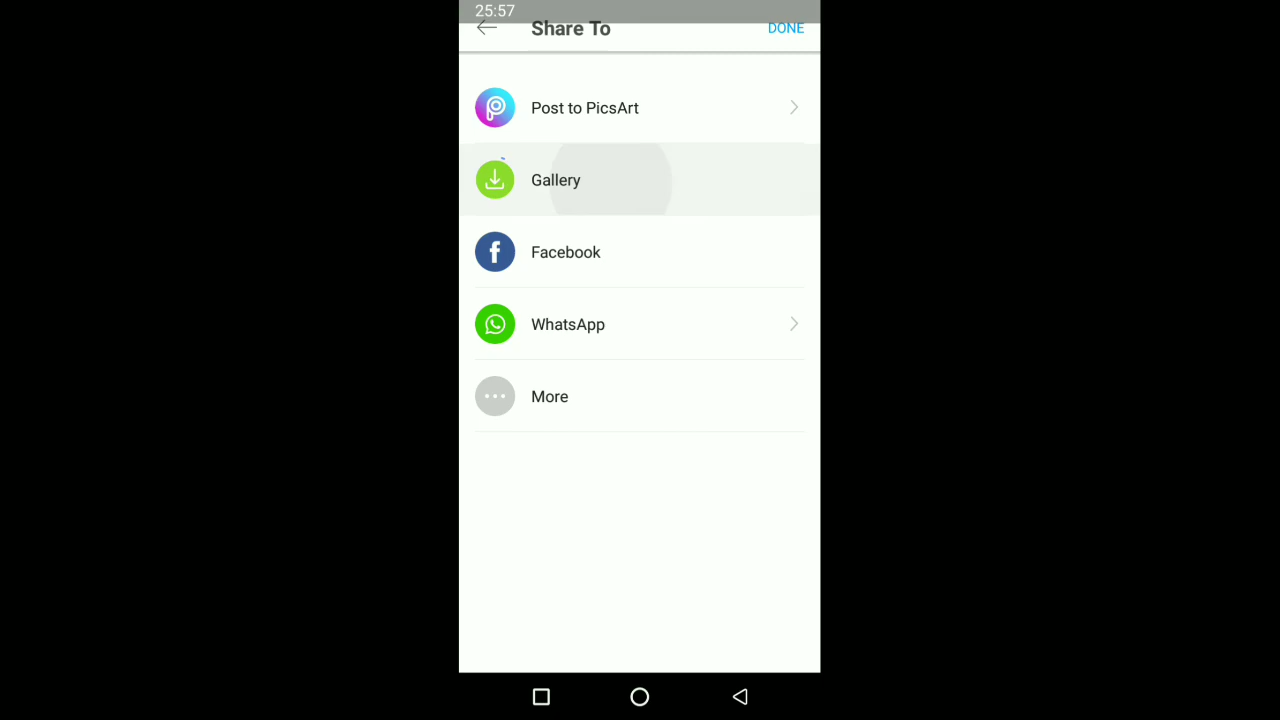 25:57
Share To
DONE
Post to PicsArt
Gallery
Facebook
WhatsApp
More